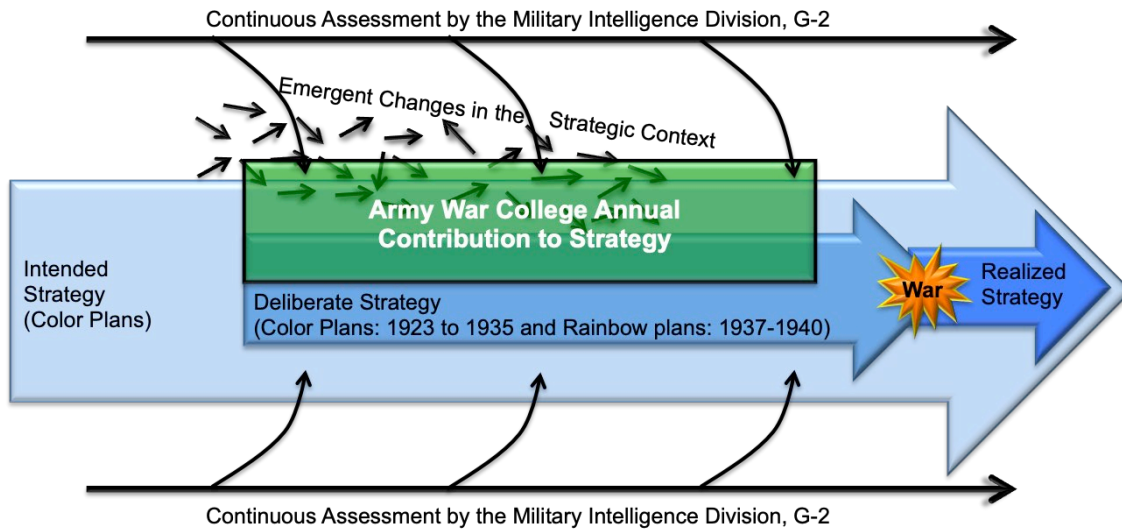 Continuous Assessment by the Military Intelligence Division, G-2
Emergent Changes in the Strategic Context
Army War College Annual
Contribution to Strategy
Intended
Strategy
(Color Plans)
Deliberate Strategy
(Color Plans: 1923 to 1935 and Rainbow plans: 1937-1940)
War
Realized
Strategy
Continuous Assessment by the Military Intelligence Division, G-2